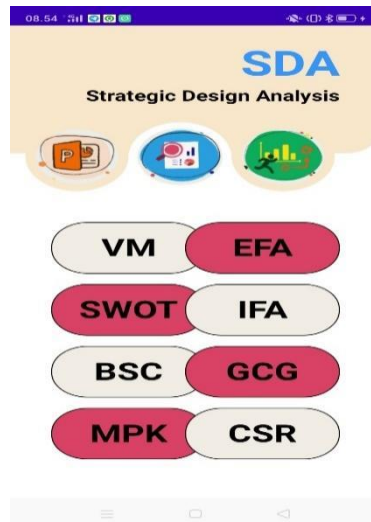 08.54
SDA
Strategic Design Analysis
P
VM EFA
SWOT IFA
BSC GCG
MPK CSR